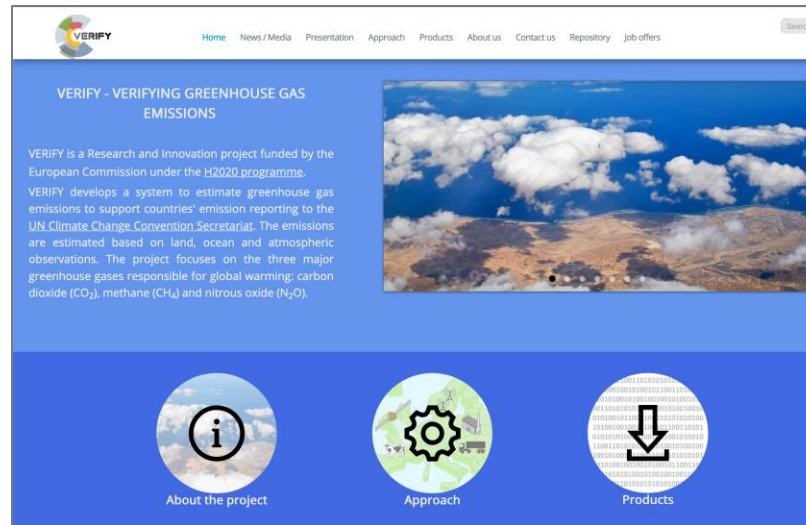 VERIFY
Home News / Media Presentation Approach Products About us Contact us Repository Job offers
VERIFY - VERIFYING GREENHOUSE GAS
EMISSIONS
VERIFY is a Research and Innovation project funded by the
European Commission under the H2020 programme.
VERIFY develops a system to estimate greenhouse gas
emissions to support countries' emission reporting to the
UN Climate Change Convention Secretariat. The emissions
are estimated based on land, ocean and atmospheric
observations. The project focuses on the three major
greenhouse gases responsible for global warming: carbon
dioxide (CO₂), methane (CH₄) and nitrous oxide (N₂O).
i
About the project
Approach
Products